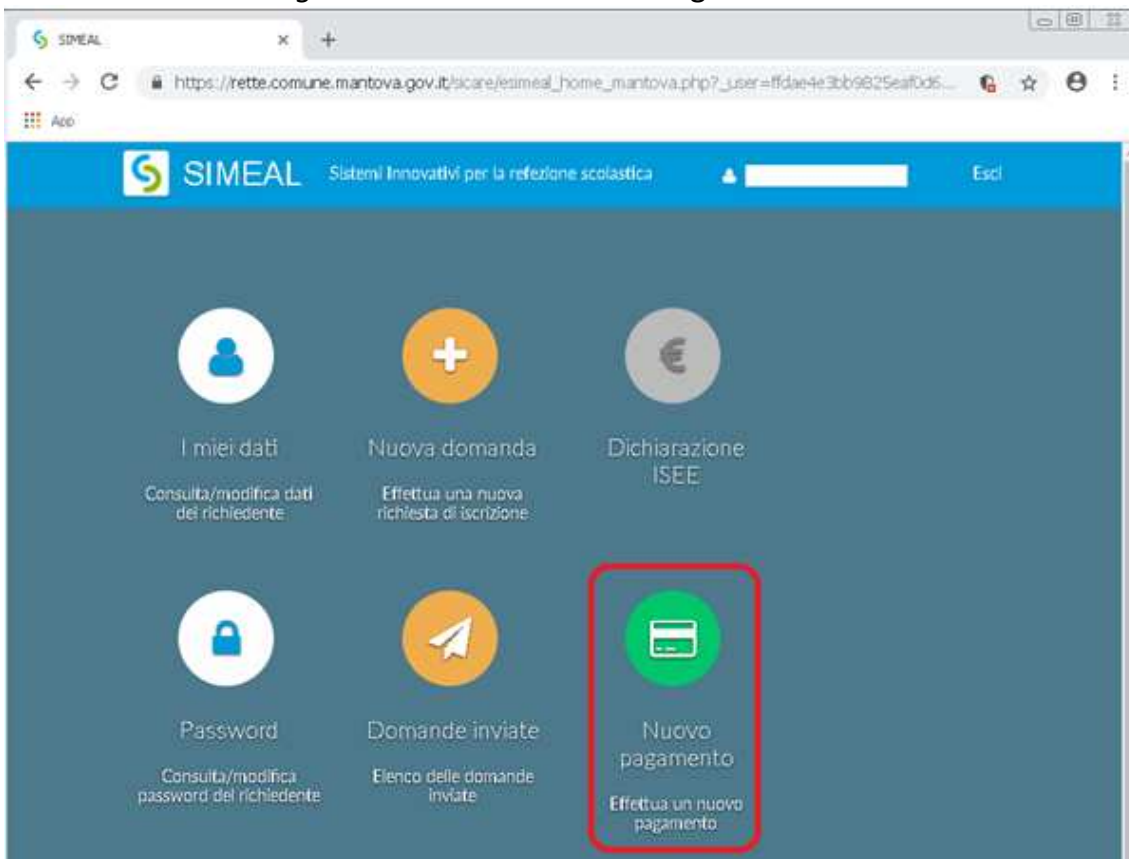 SIMEAL
https://rette.comune.mantova.gov.it/sicare/esimeal_home_mantova.php?_user=ffdae4e3bb9825eaf0d6...
App
SIMEAL Sistemi Innovativi per la refezione scolastica Esci
I miei dati
Consulta/modifica dati
del richiedente
Nuova domanda
Effettua una nuova
richiesta di iscrizione
Dichiarazione
ISEE
Password
Consulta/modifica
password del richiedente
Domande inviate
Elenco delle domande
inviate
Nuovo
pagamento
Effettua un nuovo
pagamento